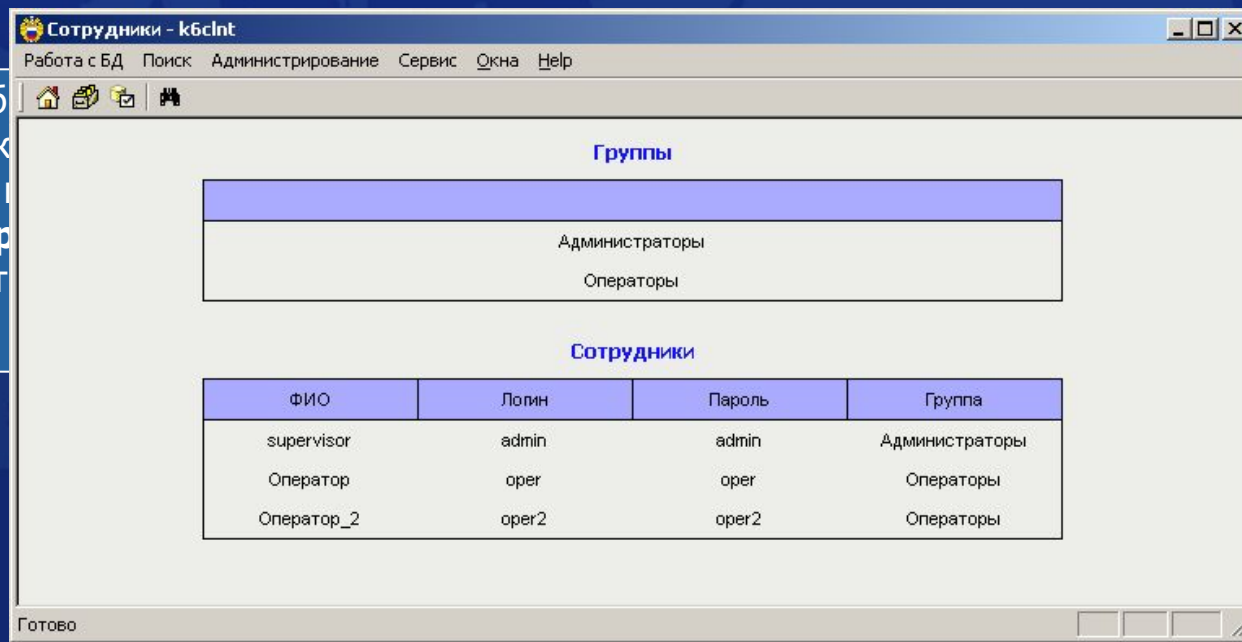 Сотрудники - k6clnt
Работа с БД Поиск Администрирование Сервис Окна Help
Группы
Администраторы
Операторы
Сотрудники
ФИО Логин Пароль Группа
supervisor admin admin Администраторы
Оператор oper oper Операторы
Оператор_2 oper2 oper2 Операторы
Готово